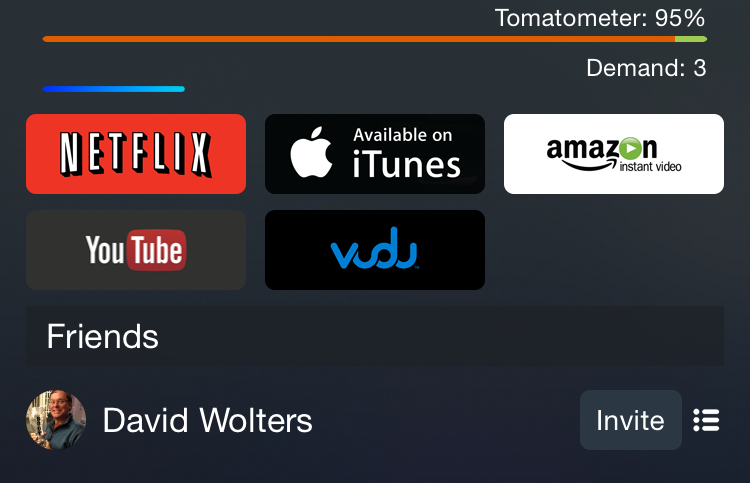 Tomatometer: 95%
Demand: 3
NETFLIX
Available on
iTunes
amazon
instant video
YouTube
vudu
Friends
David Wolters
Invite